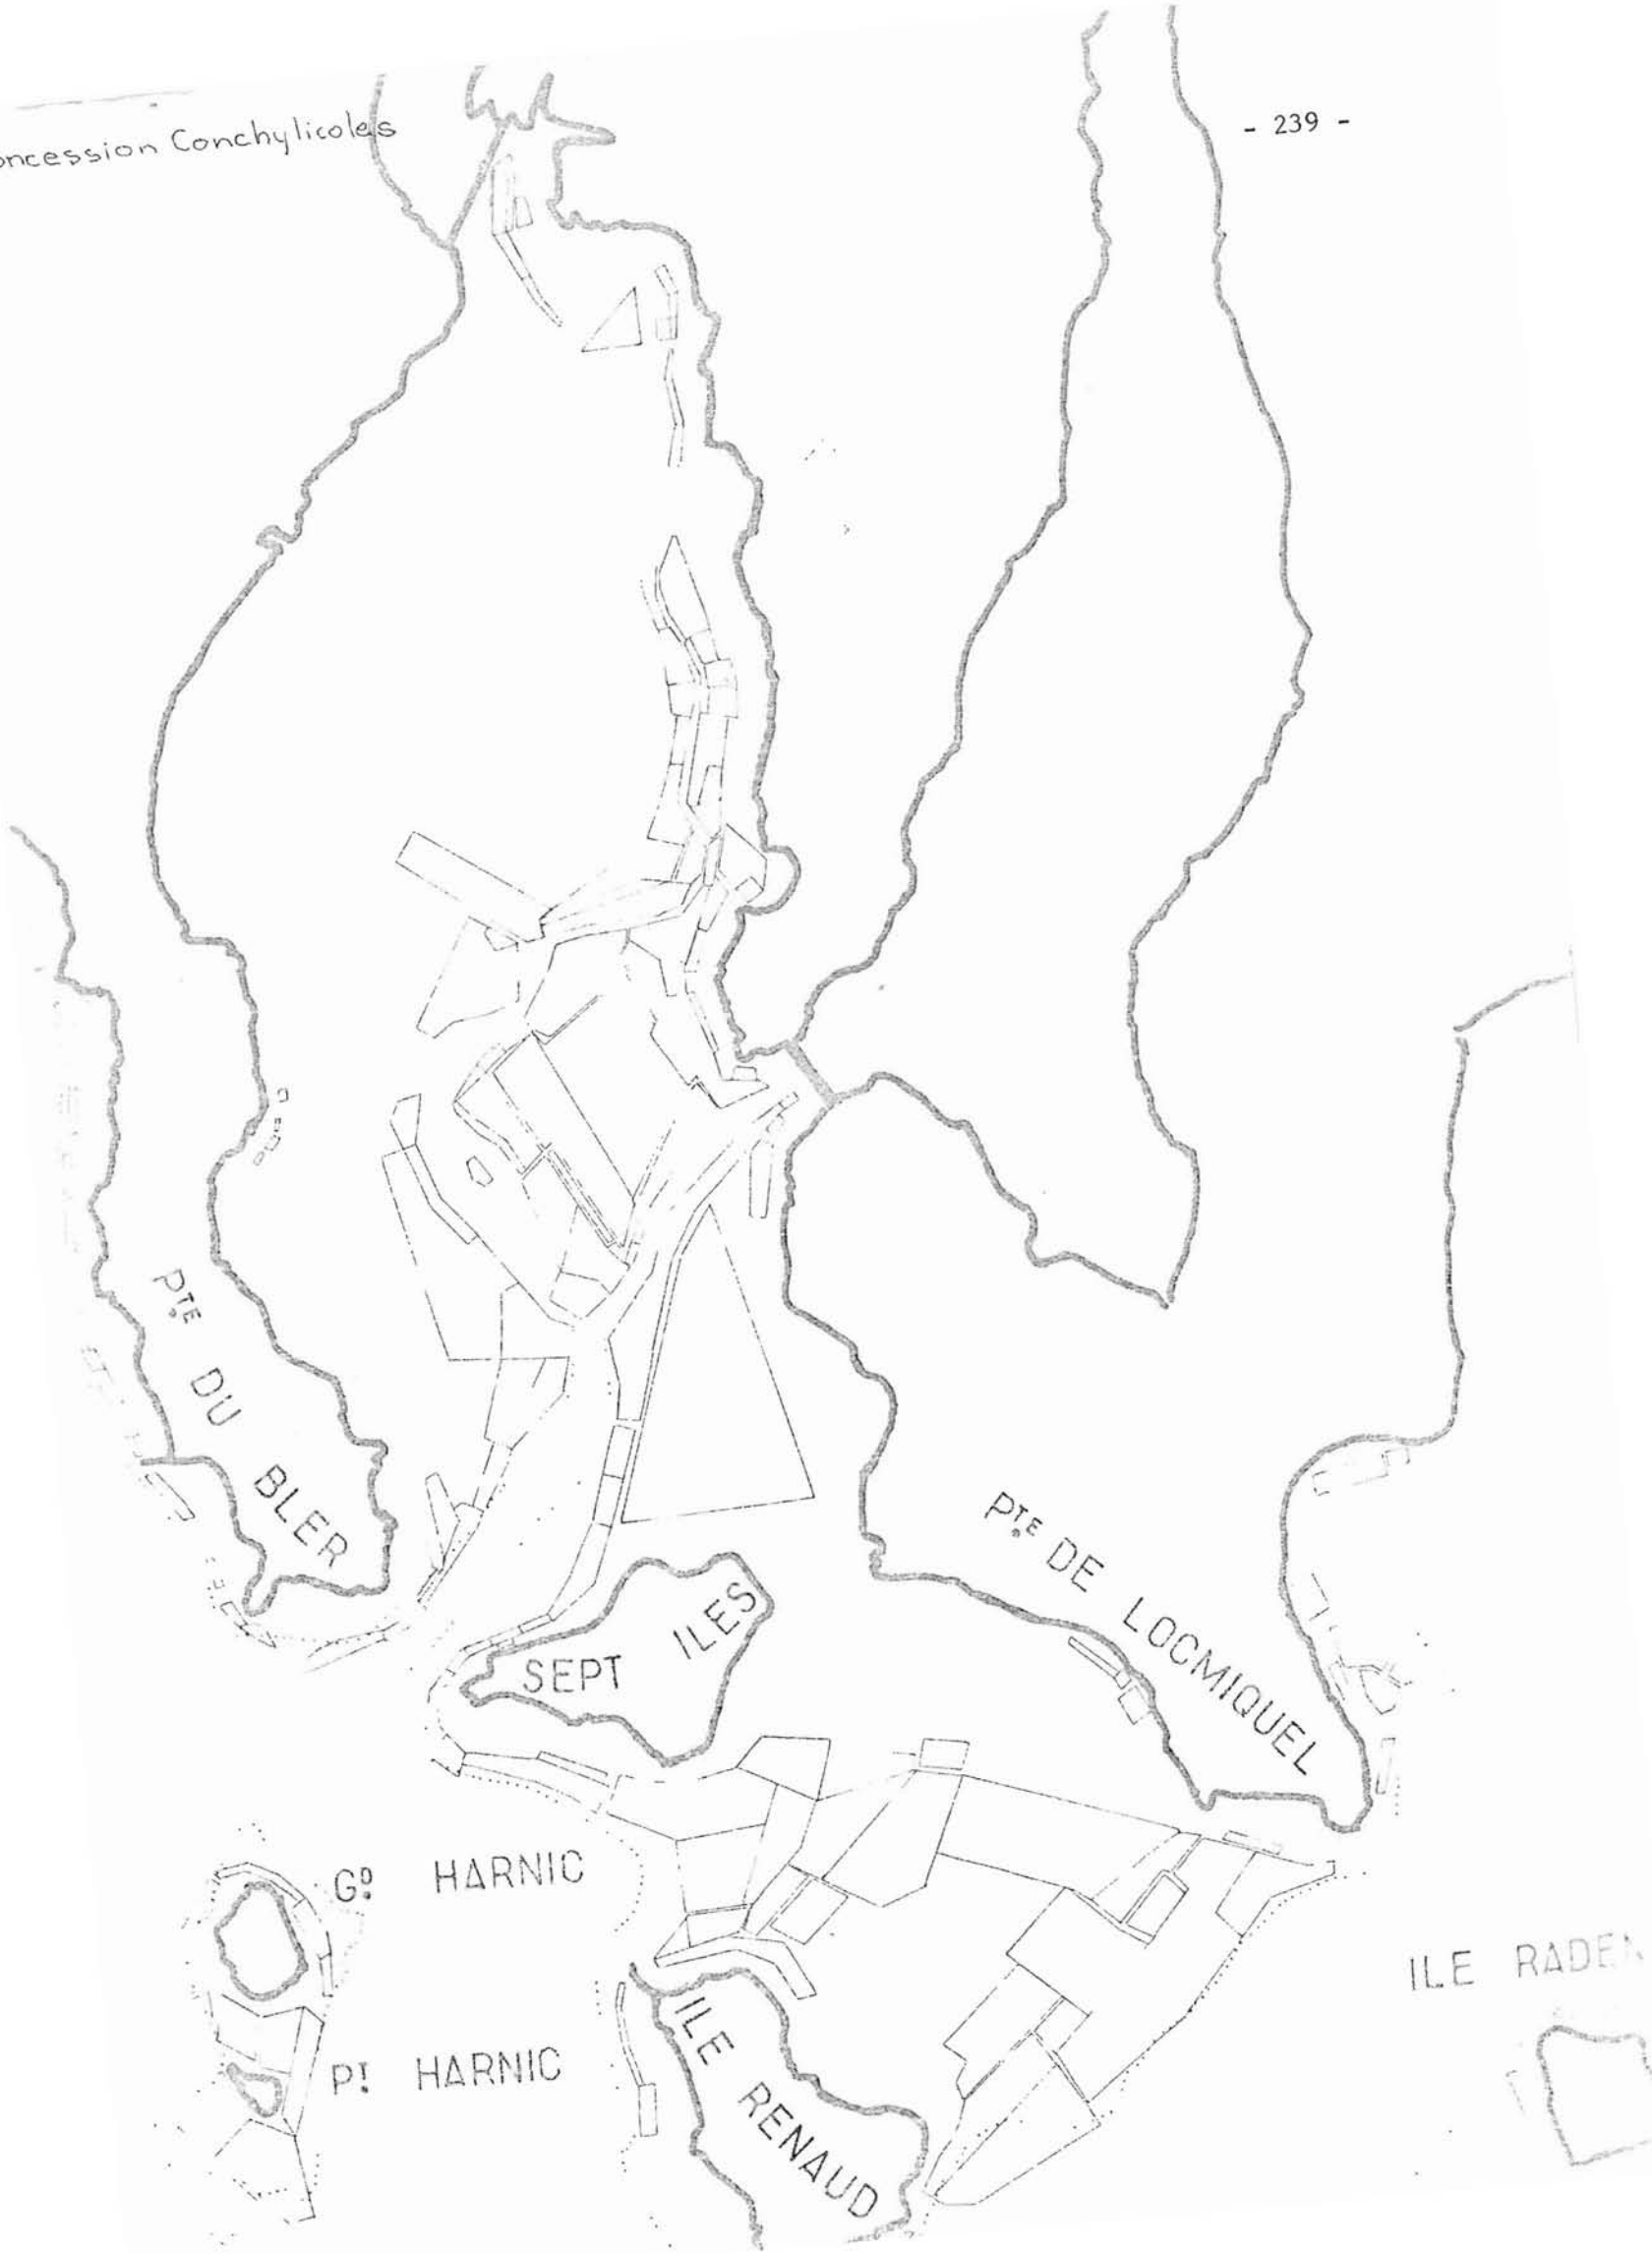 oncession Conchylicoles
- 239 -
PTE DU BLER
PTE DE LOCMIQUEL
SEPT ILES
GD HARNIC
PT HARNIC
ILE RENAUD
ILE RADEN